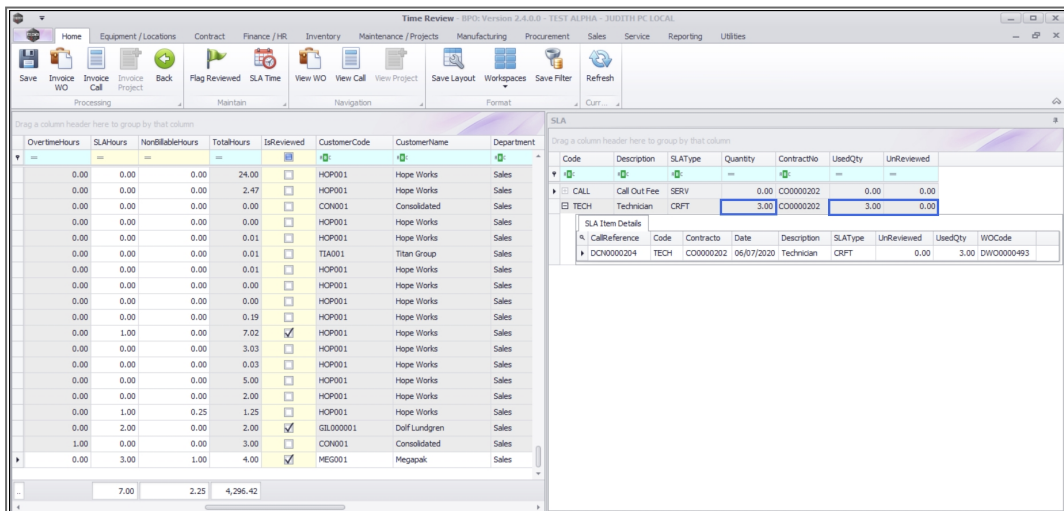 Time Review - BPO: Version 2.4.0.0 - TEST ALPHA - JUDITH PC LOCAL
Home Equipment / Locations Contract Finance / HR Inventory Maintenance / Projects Manufacturing Procurement Sales Service Reporting Utilities
Save Invoice WO Invoice Call Invoice Project Back Flag Reviewed SLA Time View WO View Call View Project Save Layout Workspaces Save Filter Refresh
Processing Maintain Navigation Format Curr...
Drag a column header here to group by that column
OvertimeHours SLAHours NonBillableHours TotalHours IsReviewed CustomerCode CustomerName Department
= = = =
0.00 0.00 0.00 24.00 HOP001 Hope Works Sales
0.00 0.00 0.00 2.47 HOP001 Hope Works Sales
0.00 0.00 0.00 0.00 CON001 Consolidated Sales
0.00 0.00 0.00 0.00 HOP001 Hope Works Sales
0.00 0.00 0.00 0.01 HOP001 Hope Works Sales
0.00 0.00 0.00 0.01 TIA001 Titan Group Sales
0.00 0.00 0.00 0.01 HOP001 Hope Works Sales
0.00 0.00 0.00 0.00 HOP001 Hope Works Sales
0.00 0.00 0.00 0.00 HOP001 Hope Works Sales
0.00 0.00 0.00 0.19 HOP001 Hope Works Sales
0.00 1.00 0.00 7.02 HOP001 Hope Works Sales
0.00 0.00 0.00 3.03 HOP001 Hope Works Sales
0.00 0.00 0.00 0.03 HOP001 Hope Works Sales
0.00 0.00 0.00 5.00 HOP001 Hope Works Sales
0.00 0.00 0.00 2.00 HOP001 Hope Works Sales
0.00 1.00 0.25 1.25 HOP001 Hope Works Sales
0.00 2.00 0.00 2.00 GIL000001 Dolf Lundgren Sales
1.00 0.00 0.00 3.00 CON001 Consolidated Sales
0.00 3.00 1.00 4.00 MEG001 Megapak Sales
.. 7.00 2.25 4,296.42
SLA
Drag a column header here to group by that column
Code Description SLAType Quantity ContractNo UsedQty UnReviewed
= = =
CALL Call Out Fee SERV 0.00 CO0000202 0.00 0.00
TECH Technician CRFT 3.00 CO0000202 3.00 0.00
SLA Item Details
CallReference Code Contracto Date Description SLAType UnReviewed UsedQty WOCode
DCN0000204 TECH CO0000202 06/07/2020 Technician CRFT 0.00 3.00 DWO0000493